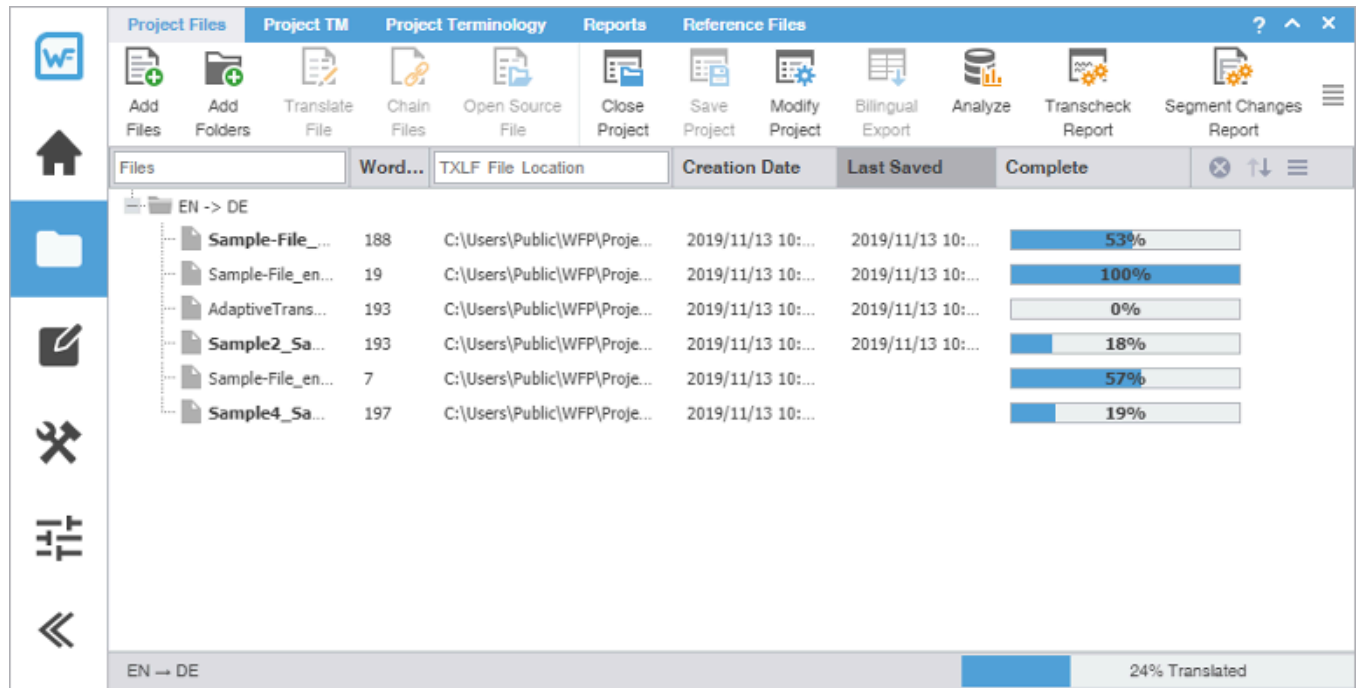 Project Files Project TM Project Terminology Reports Reference Files ?
WF
Add Files
Add Folders
Translate File
Chain Files
Open Source File
Close Project
Save Project
Modify Project
Bilingual Export
Analyze
Transcheck Report
Segment Changes Report
Files Word... TXLF File Location Creation Date Last Saved Complete
EN -> DE
Sample-File_... 188 C:\Users\Public\WFP\Proje... 2019/11/13 10:... 2019/11/13 10:... 53%
Sample-File_en... 19 C:\Users\Public\WFP\Proje... 2019/11/13 10:... 2019/11/13 10:... 100%
AdaptiveTrans... 193 C:\Users\Public\WFP\Proje... 2019/11/13 10:... 2019/11/13 10:... 0%
Sample2_Sa... 193 C:\Users\Public\WFP\Proje... 2019/11/13 10:... 2019/11/13 10:... 18%
Sample-File_en... 7 C:\Users\Public\WFP\Proje... 2019/11/13 10:... 57%
Sample4_Sa... 197 C:\Users\Public\WFP\Proje... 2019/11/13 10:... 19%
EN → DE 24% Translated